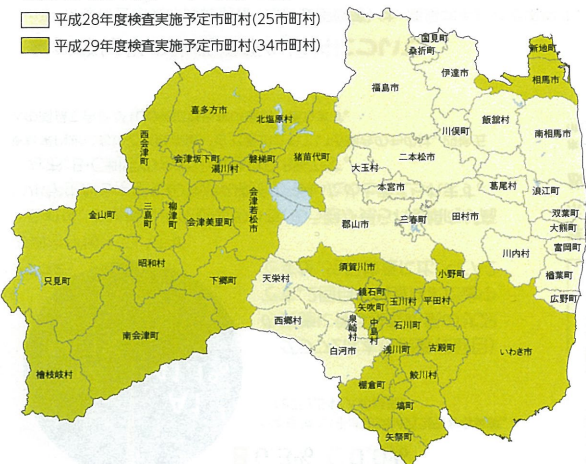 平成28年度検査実施予定市町村(25市町村)
平成29年度検査実施予定市町村(34市町村)
国見町
桑折町
新地町
相馬市
伊達市
福島市
喜多方市
北塩原村
飯舘村
川俣町
南相馬市
西会津町
会津坂下町
湯川村
磐梯町
猪苗代町
大玉村
二本松市
本宮市
葛尾村
浪江町
会津若松市
金山町
三島町
柳津町
会津美里町
郡山市
三春町
田村市
双葉町
大熊町
富岡町
川内村
楢葉町
広野町
昭和村
只見町
下郷町
天栄村
須賀川市
小野町
鏡石町
矢吹町
玉川村
平田村
南会津町
西郷村
泉崎村
中島村
石川町
白河市
浅川町
古殿町
いわき市
檜枝岐村
棚倉町
鮫川村
塙町
矢祭町